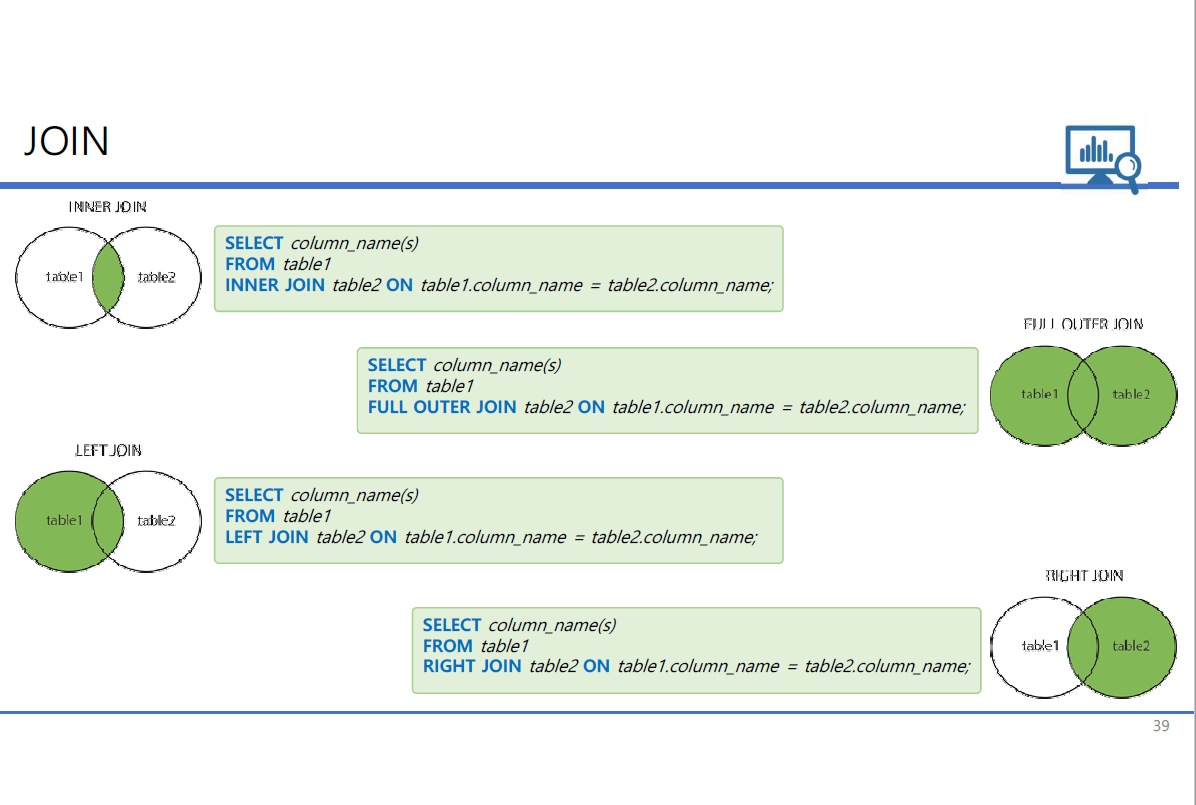 JOIN
INNER JOIN
table1 table2
SELECT column_name(s)
FROM table1
INNER JOIN table2 ON table1.column_name = table2.column_name;
FULL OUTER JOIN
table1 table2
SELECT column_name(s)
FROM table1
FULL OUTER JOIN table2 ON table1.column_name = table2.column_name;
LEFT JOIN
table1 table2
SELECT column_name(s)
FROM table1
LEFT JOIN table2 ON table1.column_name = table2.column_name;
RIGHT JOIN
table1 table2
SELECT column_name(s)
FROM table1
RIGHT JOIN table2 ON table1.column_name = table2.column_name;
39